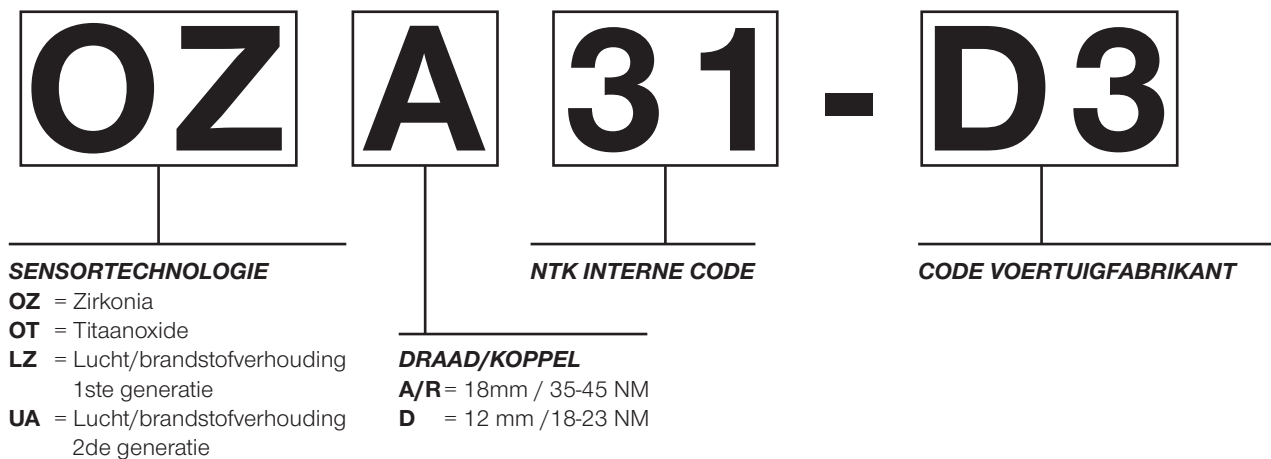 OZ A 31 - D3
SENSORTECHNOLOGIE
OZ = Zirkonia
OT = Titaanoxide
LZ = Lucht/brandstofverhouding
1ste generatie
UA = Lucht/brandstofverhouding
2de generatie
DRAAD/KOPPEL
A/R = 18mm / 35-45 NM
D = 12 mm /18-23 NM
NTK INTERNE CODE
CODE VOERTUIGFABRIKANT